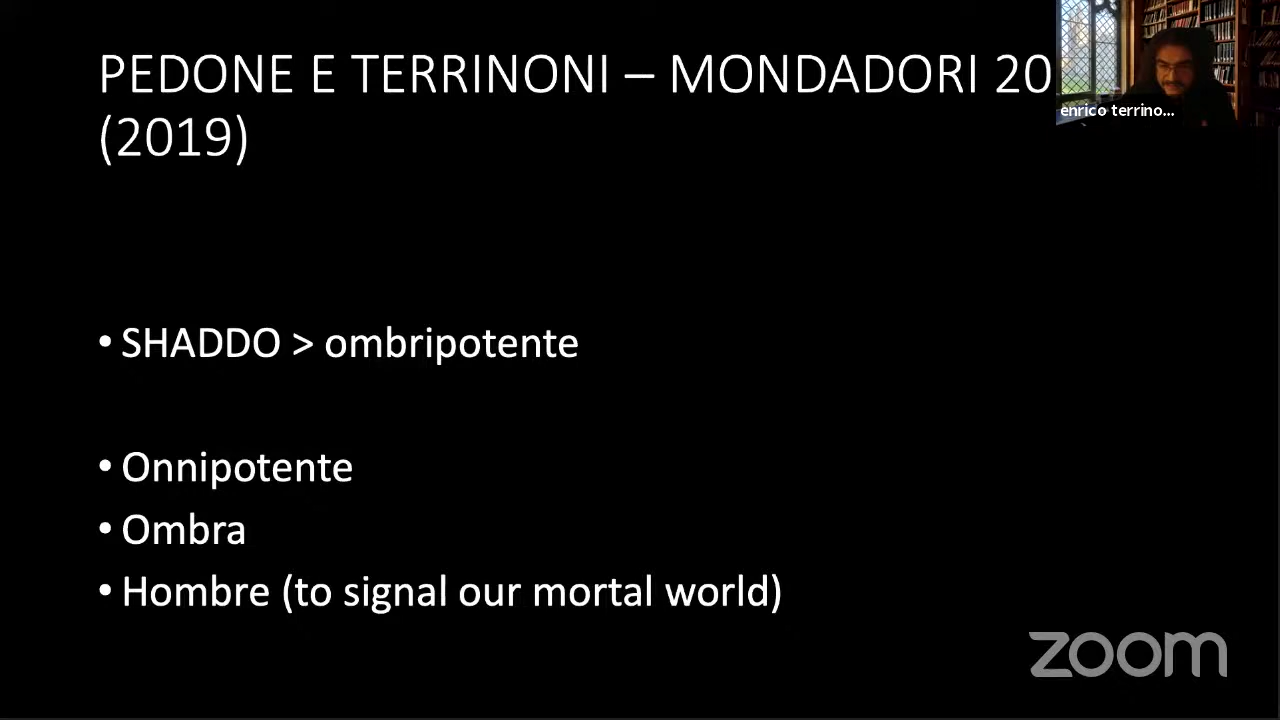 PEDONE E TERRINONI – MONDADORI 20
(2019)
enrico terrino...
• SHADDO > ombripotente
• Onnipotente
• Ombra
• Hombre (to signal our mortal world)
zoom